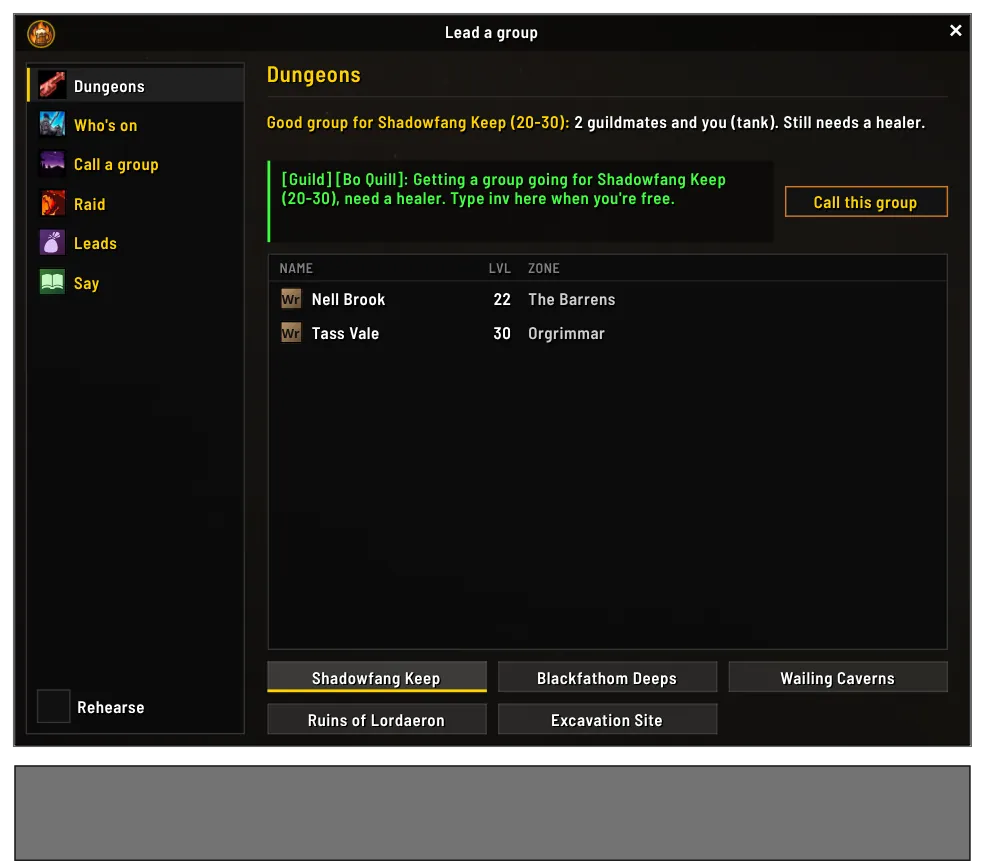 Lead a group
Dungeons
Who's on
Call a group
Raid
Leads
Say
Rehearse
Dungeons
Good group for Shadowfang Keep (20-30): 2 guildmates and you (tank). Still needs a healer.
[Guild] [Bo Quill]: Getting a group going for Shadowfang Keep
(20-30), need a healer. Type inv here when you're free.
Call this group
NAME LVL ZONE
Wr Nell Brook 22 The Barrens
Wr Tass Vale 30 Orgrimmar
Shadowfang Keep Blackfathom Deeps Wailing Caverns
Ruins of Lordaeron Excavation Site